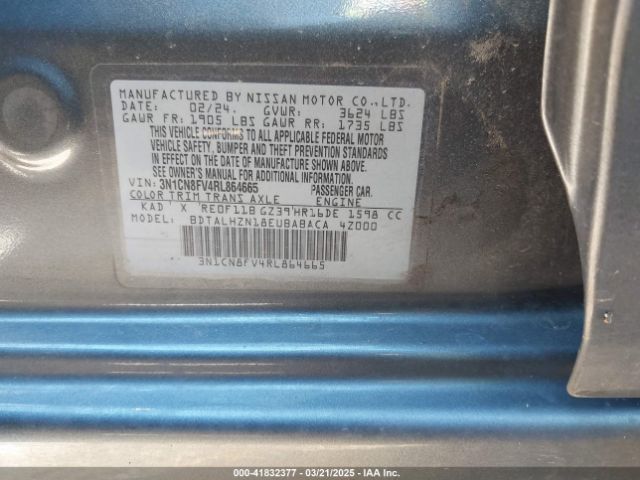 MANUFACTURED BY NISSAN MOTOR CO.,LTD.
DATE: 02/24. GVWR: 3624 LBS
GAWR FR: 1905 LBS GAWR RR: 1735 LBS
THIS VEHICLE CONFORMS TO ALL APPLICABLE FEDERAL MOTOR
VEHICLE SAFETY, BUMPER AND THEFT PREVENTION STANDARDS
IN EFFECT ON THE DATE OF MANUFACTURE SHOWN ABOVE.
SEE OWNER'S MANUAL FOR ADDITIONAL INFORMATION.
VIN: 3N1CN8FV4RL864665 PASSENGER CAR.
COLOR TRIM TRANS AXLE ENGINE
KAD X RE0F11B GZ39 HR16DE 1598 CC
MODEL: BDTALHZN18EUBABACA 4Z000
3N1CN8FV4RL864665
000-41832377 - 03/21/2025 - IAA Inc.